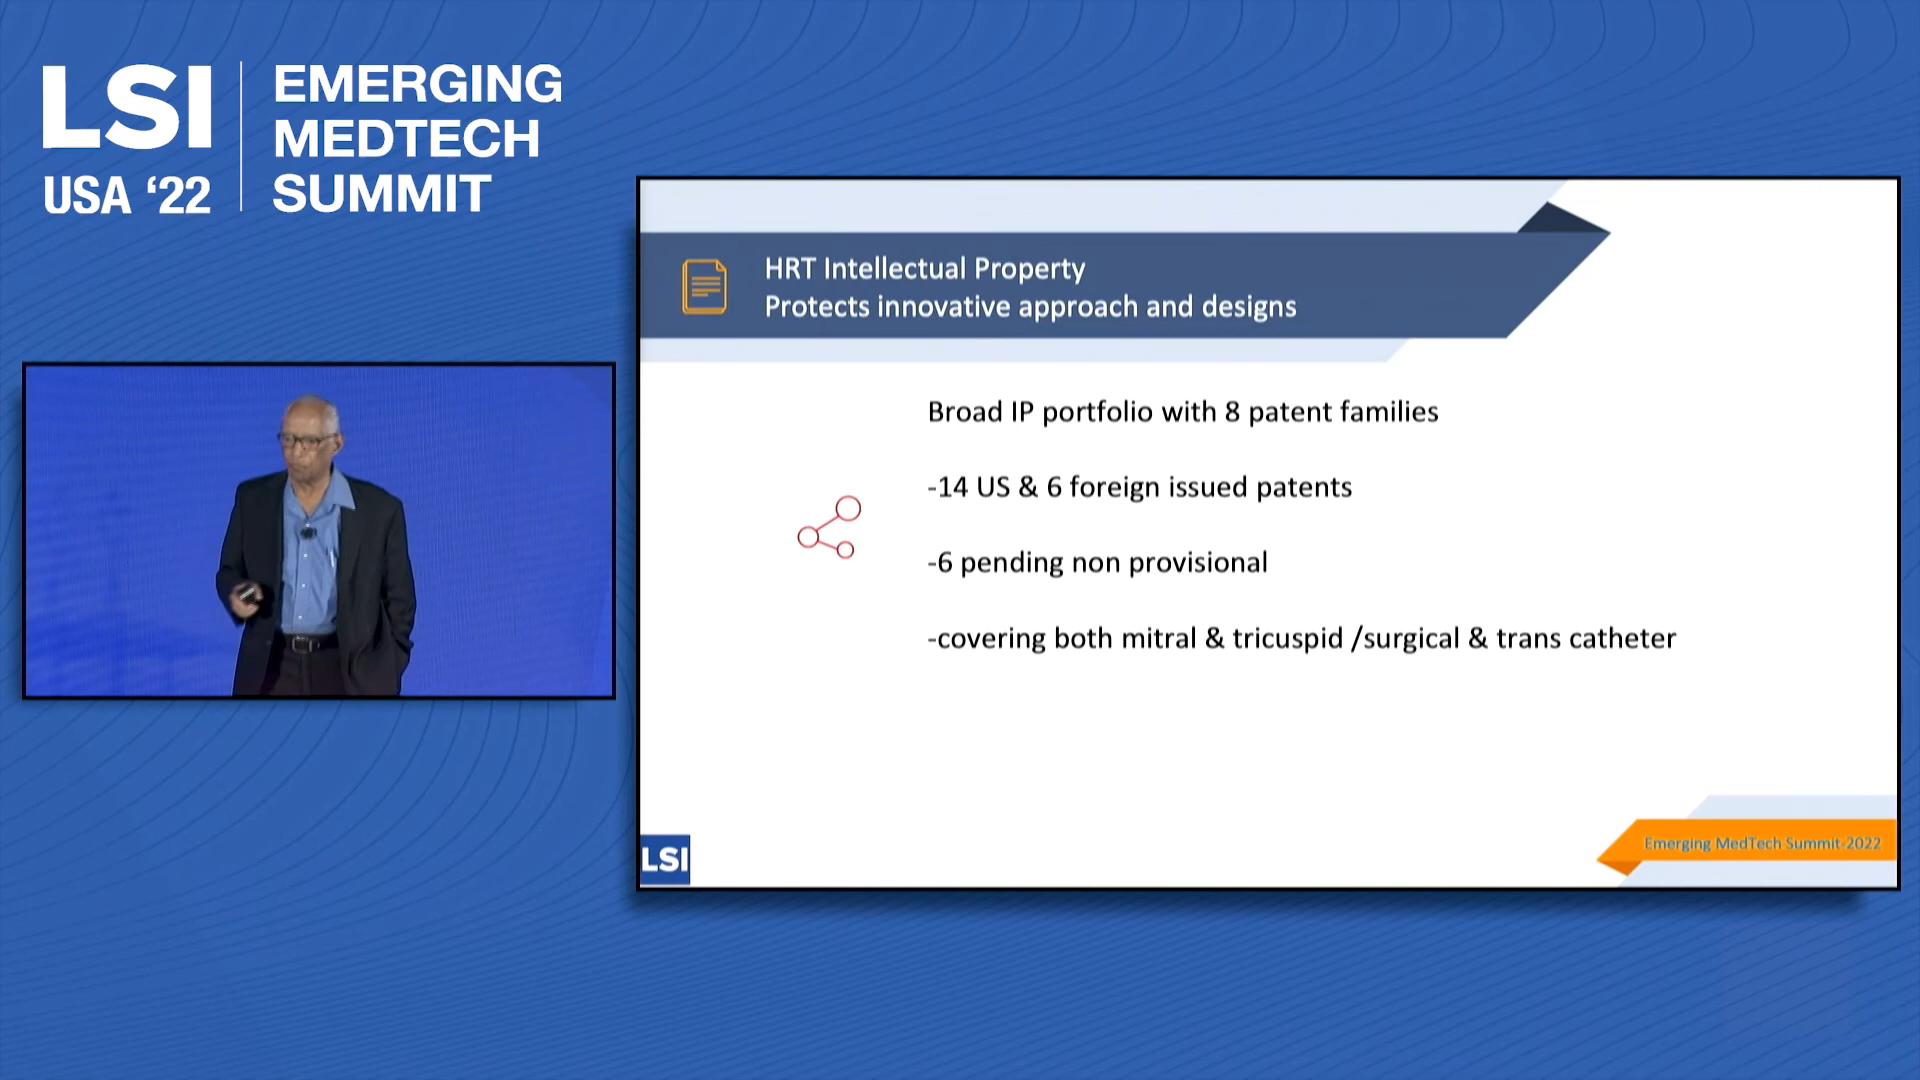 LSI
USA ‘22
EMERGING
MEDTECH
SUMMIT
HRT Intellectual Property
Protects innovative approach and designs
Broad IP portfolio with 8 patent families
-14 US & 6 foreign issued patents
-6 pending non provisional
-covering both mitral & tricuspid /surgical & trans catheter
LSI
Emerging MedTech Summit-2022